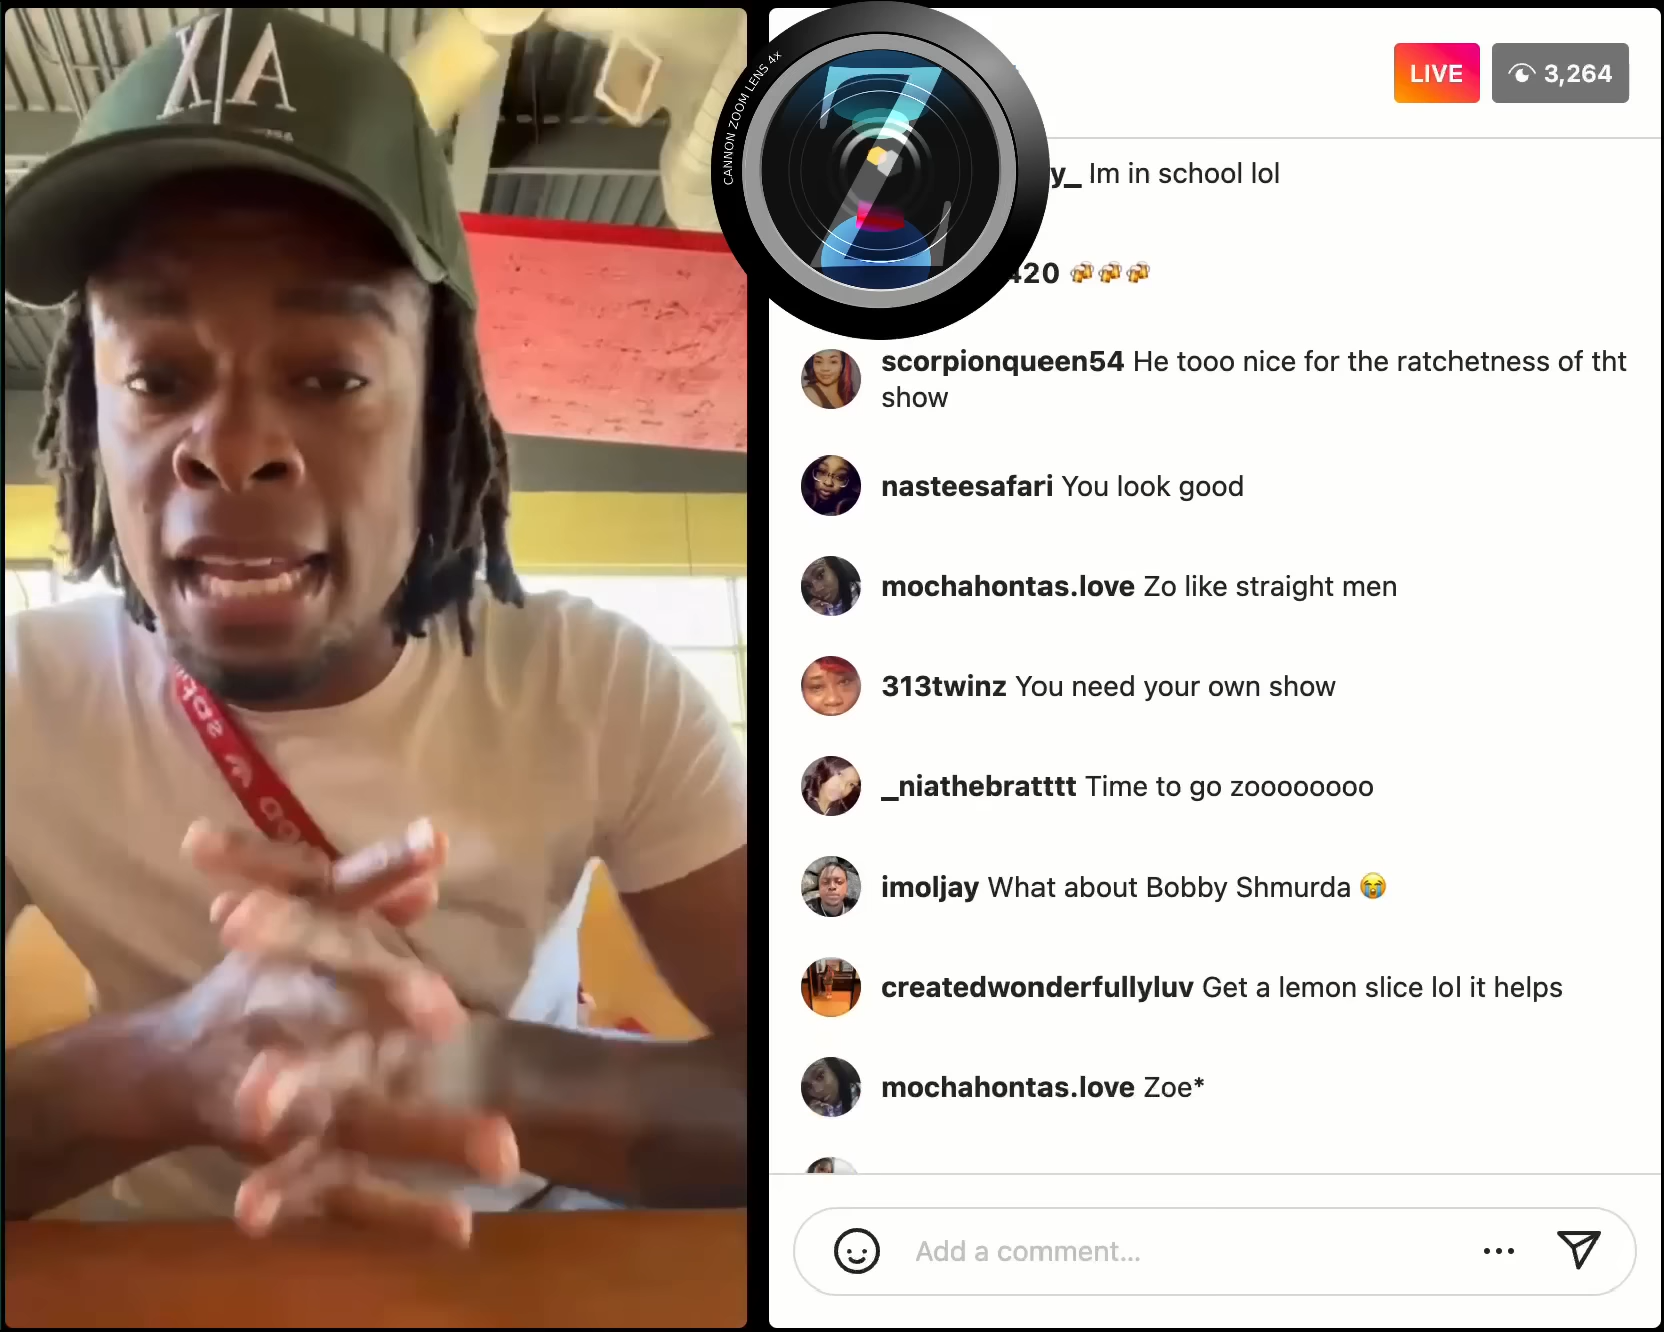 X|A
CANNON ZOOM LENS 4x
Z
LIVE
3,264
y_ Im in school lol
420 🍻🍻🍻
scorpionqueen54 He tooo nice for the ratchetness of tht
show
nasteesafari You look good
mochahontas.love Zo like straight men
313twinz You need your own show
_niathebratttt Time to go zoooooooo
imoljay What about Bobby Shmurda 😭
createdwonderfullyluv Get a lemon slice lol it helps
mochahontas.love Zoe*
Add a comment...